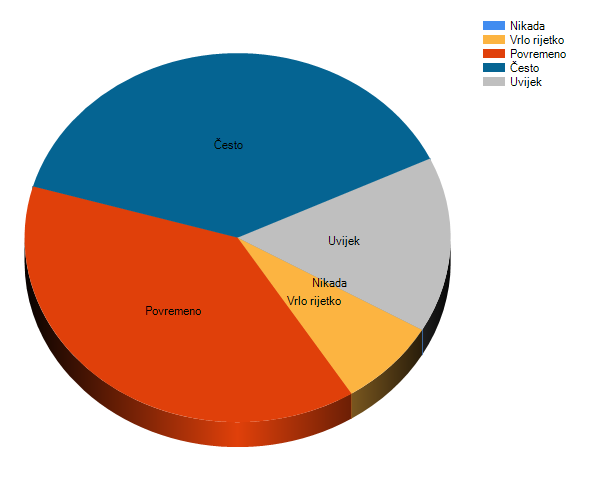 Nikada
Vrlo rijetko
Povremeno
Često
Uvijek
Često
Uvijek
Nikada
Vrlo rijetko
Povremeno